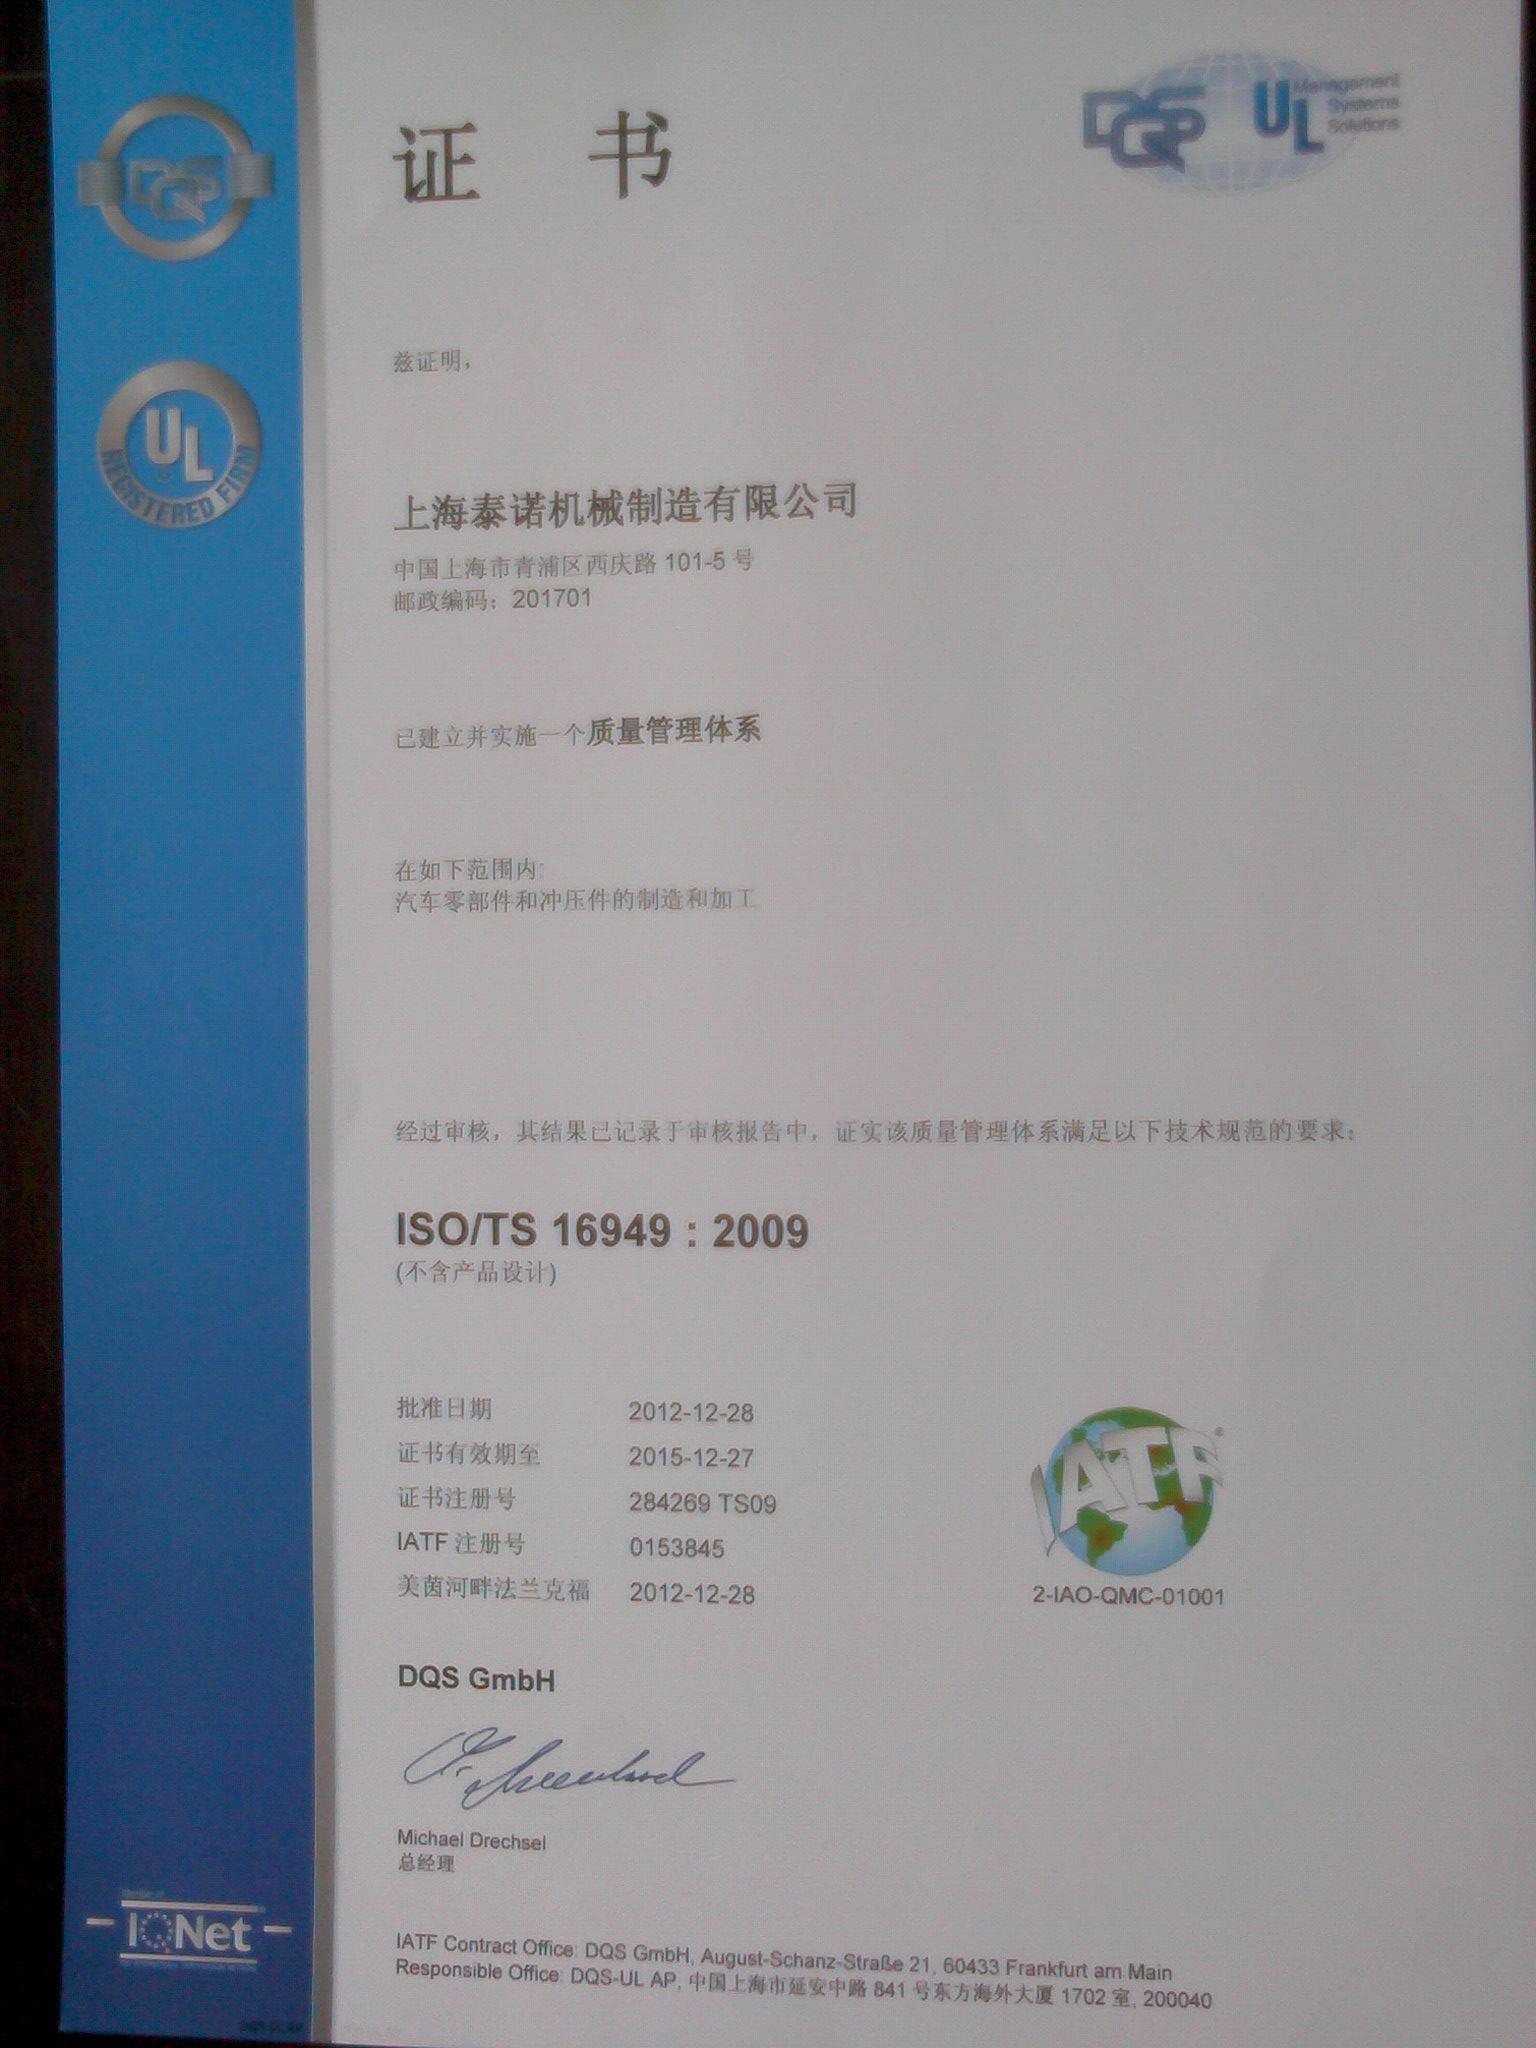 DQS
UL
REGISTERED FIRM
证 书
DQS UL Management
Systems
Solutions
兹证明，
上海泰诺机械制造有限公司
中国上海市青浦区西庆路 101-5 号
邮政编码：201701
已建立并实施一个质量管理体系
在如下范围内:
汽车零部件和冲压件的制造和加工
经过审核，其结果已记录于审核报告中，证实该质量管理体系满足以下技术规范的要求：
ISO/TS 16949 : 2009
(不含产品设计)
批准日期 2012-12-28
证书有效期至 2015-12-27
证书注册号 284269 TS09
IATF 注册号 0153845
美茵河畔法兰克福 2012-12-28
IATF®
2-IAO-QMC-01001
DQS GmbH
Michael Drechsel
总经理
IQNet
IATF Contract Office: DQS GmbH, August-Schanz-Straße 21, 60433 Frankfurt am Main
Responsible Office: DQS-UL AP, 中国上海市延安中路 841 号东方海外大厦 1702 室, 200040